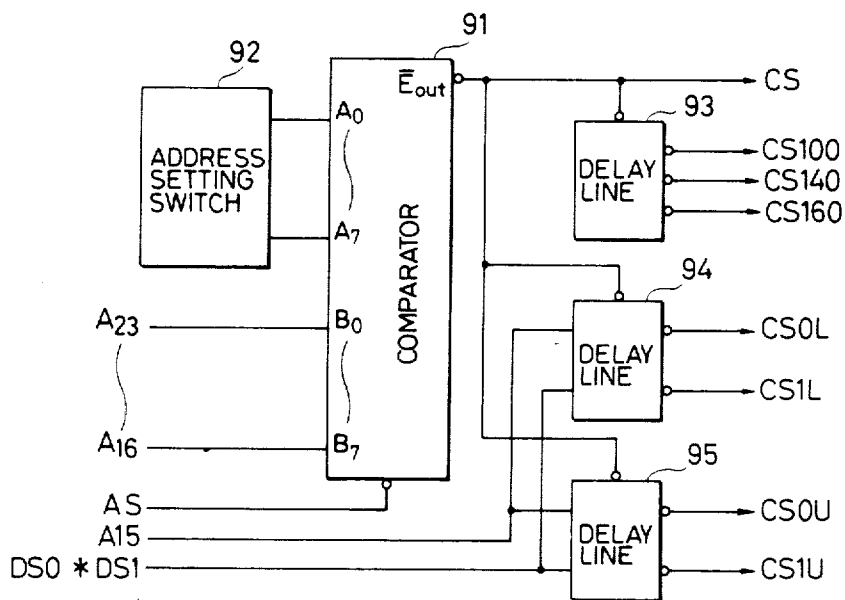 92
ADDRESS
SETTING
SWITCH
91
E̅out
A0
A7
B0
B7
COMPARATOR
A23
A16
AS
A15
DS0 * DS1
CS
93
DELAY
LINE
CS100
CS140
CS160
94
DELAY
LINE
CS0L
CS1L
95
DELAY
LINE
CS0U
CS1U